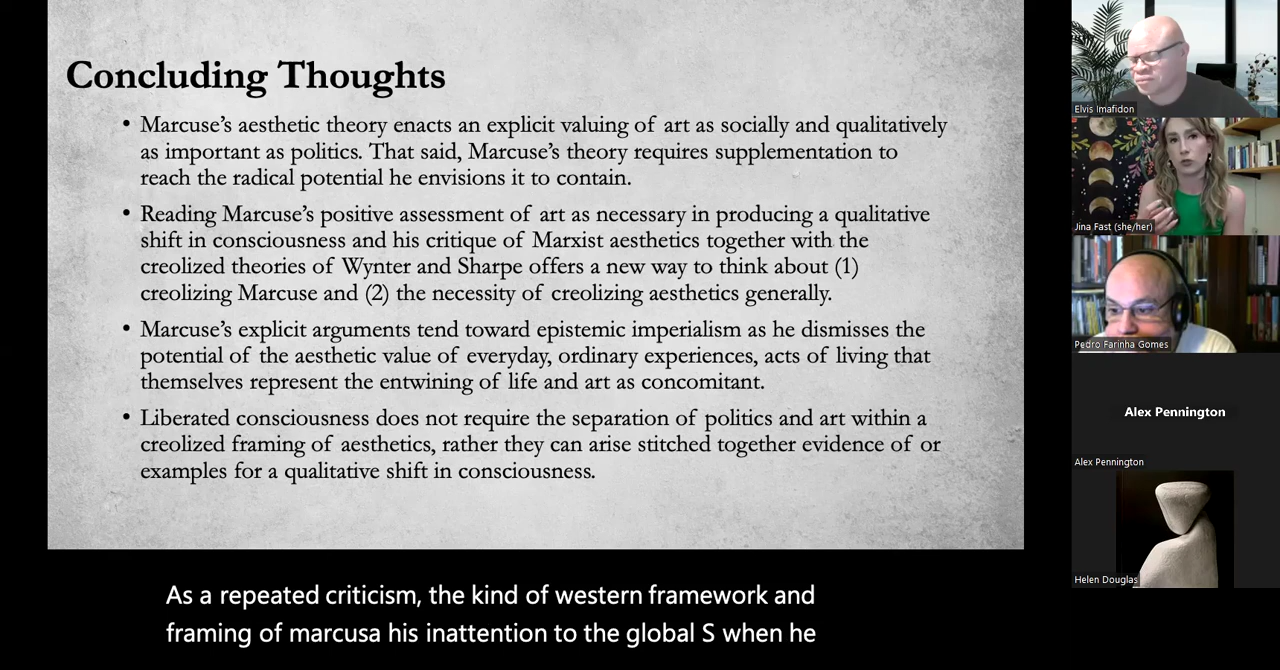 Concluding Thoughts
• Marcuse's aesthetic theory enacts an explicit valuing of art as socially and qualitatively
as important as politics. That said, Marcuse's theory requires supplementation to
reach the radical potential he envisions it to contain.
• Reading Marcuse's positive assessment of art as necessary in producing a qualitative
shift in consciousness and his critique of Marxist aesthetics together with the
creolized theories of Wynter and Sharpe offers a new way to think about (1)
creolizing Marcuse and (2) the necessity of creolizing aesthetics generally.
• Marcuse's explicit arguments tend toward epistemic imperialism as he dismisses the
potential of the aesthetic value of everyday, ordinary experiences, acts of living that
themselves represent the entwining of life and art as concomitant.
• Liberated consciousness does not require the separation of politics and art within a
creolized framing of aesthetics, rather they can arise stitched together evidence of or
examples for a qualitative shift in consciousness.
As a repeated criticism, the kind of western framework and
framing of marcusa his inattention to the global S when he
Elvis Imafidon
Jina Fast (she/her)
Pedro Farinha Gomes
Alex Pennington
Alex Pennington
Helen Douglas